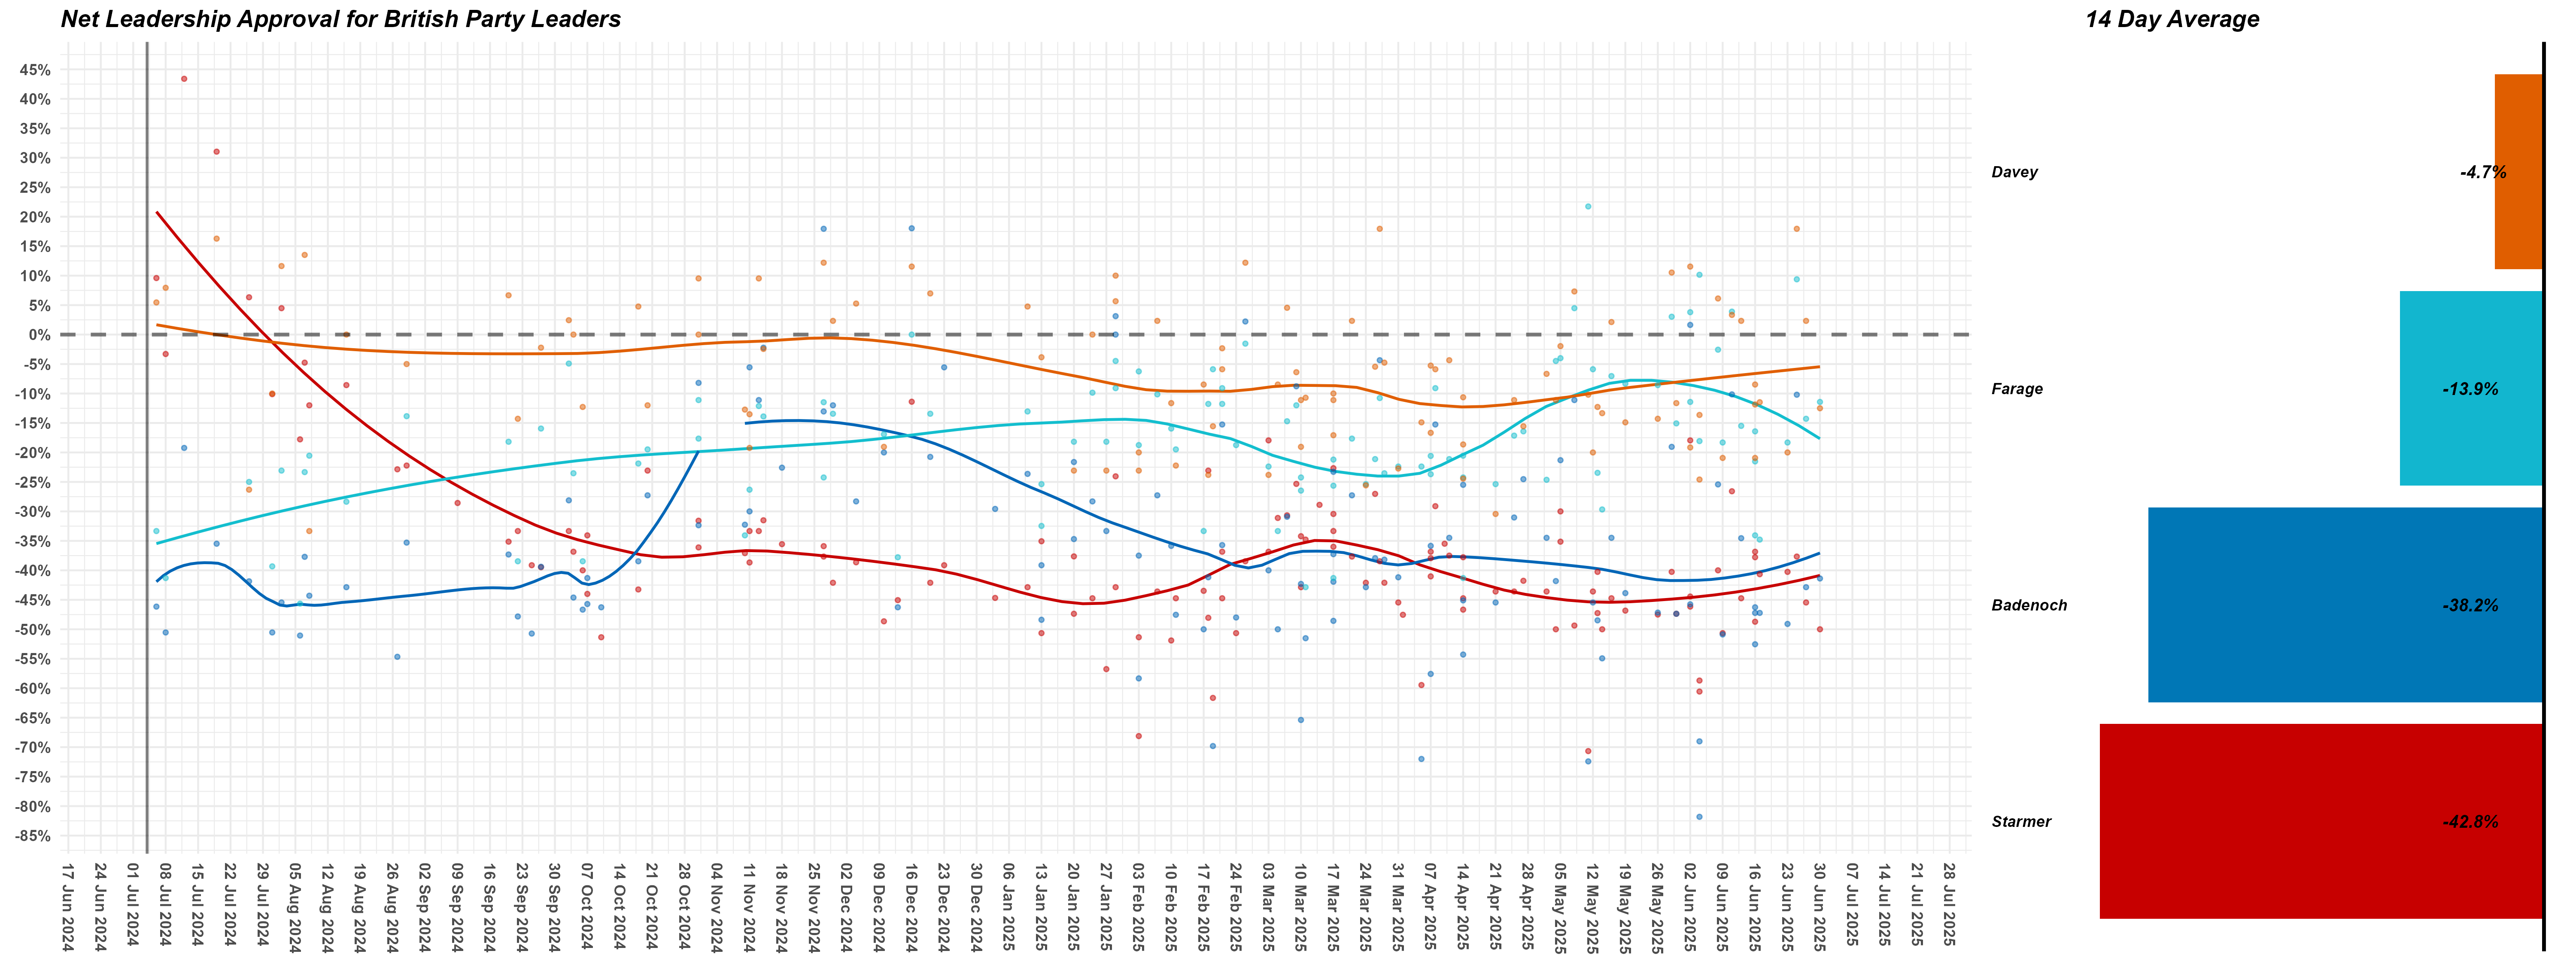 Net Leadership Approval for British Party Leaders
14 Day Average
45%
40%
35%
30%
25%
20%
15%
10%
5%
0%
-5%
-10%
-15%
-20%
-25%
-30%
-35%
-40%
-45%
-50%
-55%
-60%
-65%
-70%
-75%
-80%
-85%
17 Jun 2024
24 Jun 2024
01 Jul 2024
08 Jul 2024
15 Jul 2024
22 Jul 2024
29 Jul 2024
05 Aug 2024
12 Aug 2024
19 Aug 2024
26 Aug 2024
02 Sep 2024
09 Sep 2024
16 Sep 2024
23 Sep 2024
30 Sep 2024
07 Oct 2024
14 Oct 2024
21 Oct 2024
28 Oct 2024
04 Nov 2024
11 Nov 2024
18 Nov 2024
25 Nov 2024
02 Dec 2024
09 Dec 2024
16 Dec 2024
23 Dec 2024
30 Dec 2024
06 Jan 2025
13 Jan 2025
20 Jan 2025
27 Jan 2025
03 Feb 2025
10 Feb 2025
17 Feb 2025
24 Feb 2025
03 Mar 2025
10 Mar 2025
17 Mar 2025
24 Mar 2025
31 Mar 2025
07 Apr 2025
14 Apr 2025
21 Apr 2025
28 Apr 2025
05 May 2025
12 May 2025
19 May 2025
26 May 2025
02 Jun 2025
09 Jun 2025
16 Jun 2025
23 Jun 2025
30 Jun 2025
07 Jul 2025
14 Jul 2025
21 Jul 2025
28 Jul 2025
Davey -4.7%
Farage -13.9%
Badenoch -38.2%
Starmer -42.8%